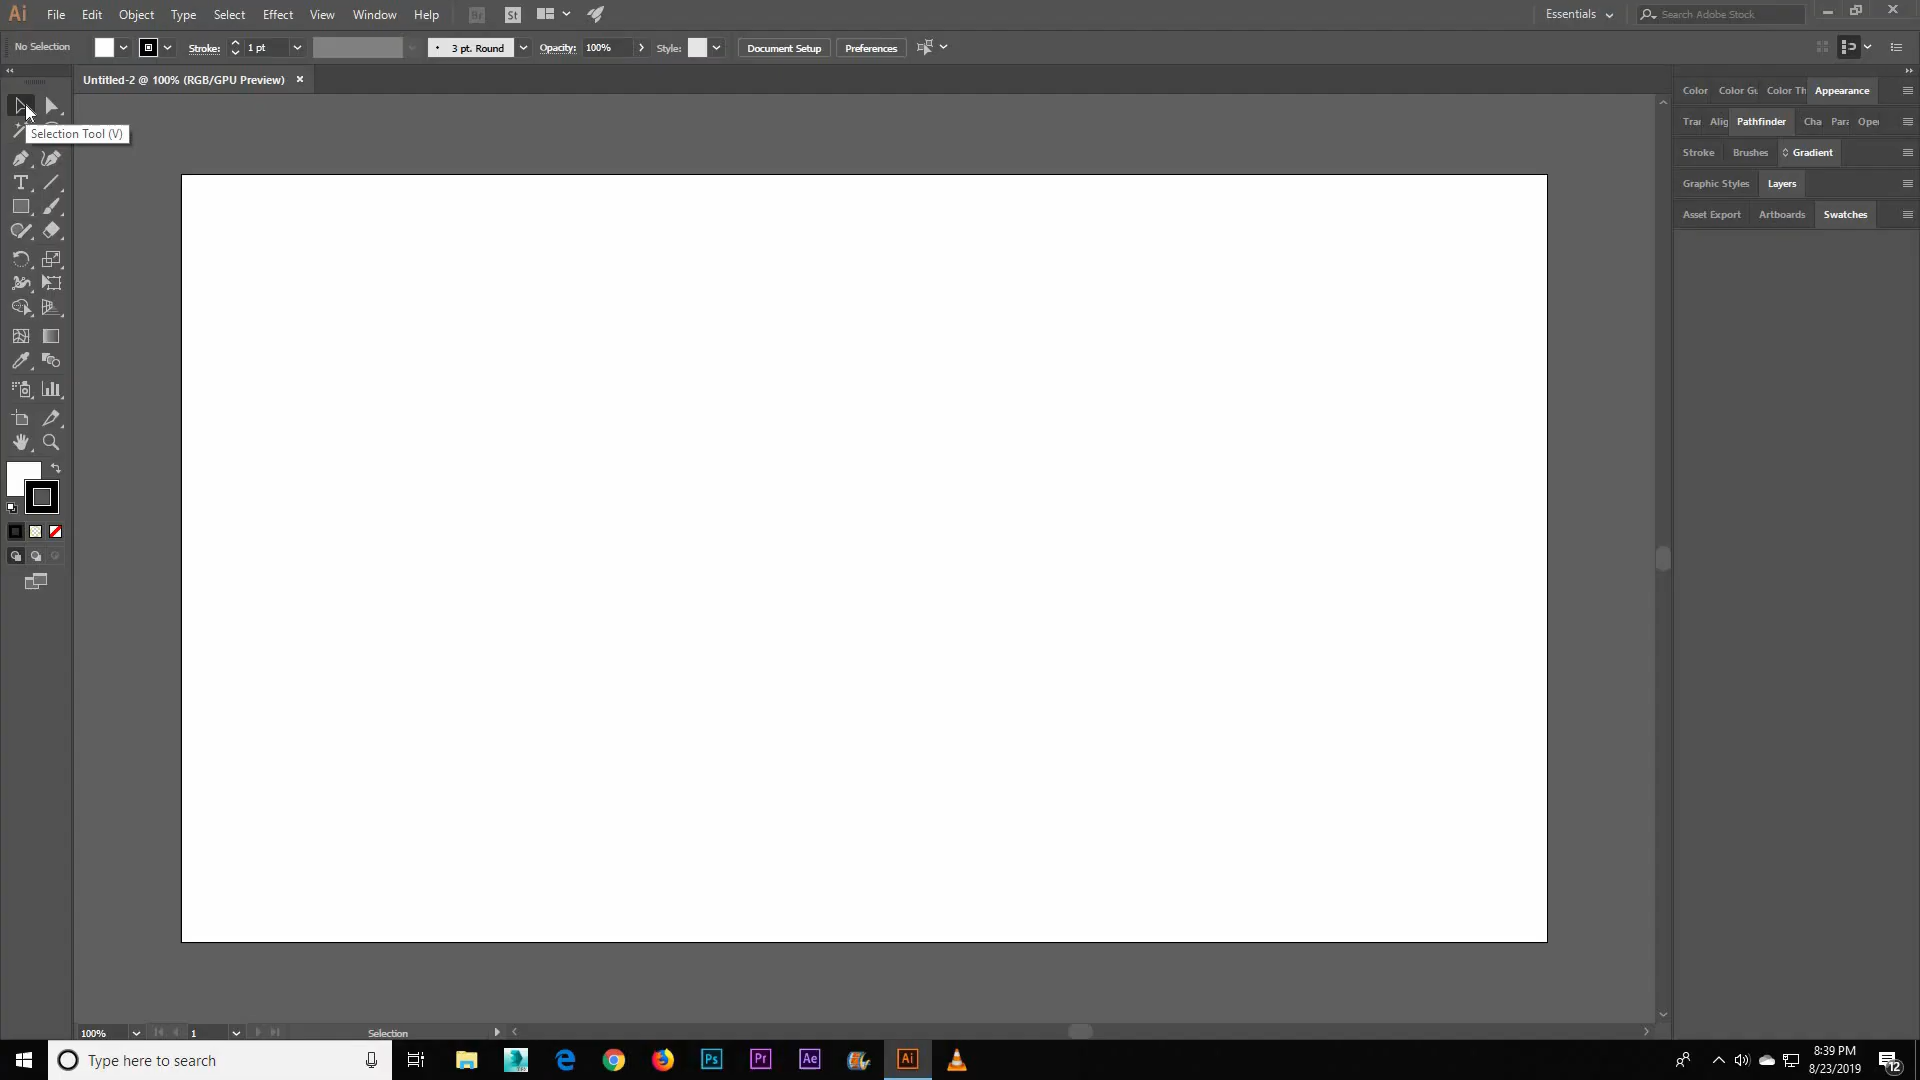 Ai File Edit Object Type Select Effect View Window Help Br St Essentials Search Adobe Stock
No Selection Stroke: 1 pt 3 pt. Round Opacity: 100% Style: Document Setup Preferences
Untitled-2 @ 100% (RGB/GPU Preview)
Color Color Gu Color Th Appearance
Selection Tool (V)
Trar Alig Pathfinder Cha Para Ope
Stroke Brushes Gradient
Graphic Styles Layers
Asset Export Artboards Swatches
100% 1 Selection
Type here to search Ps Pr Ae Ai
8:39 PM
8/23/2019
12